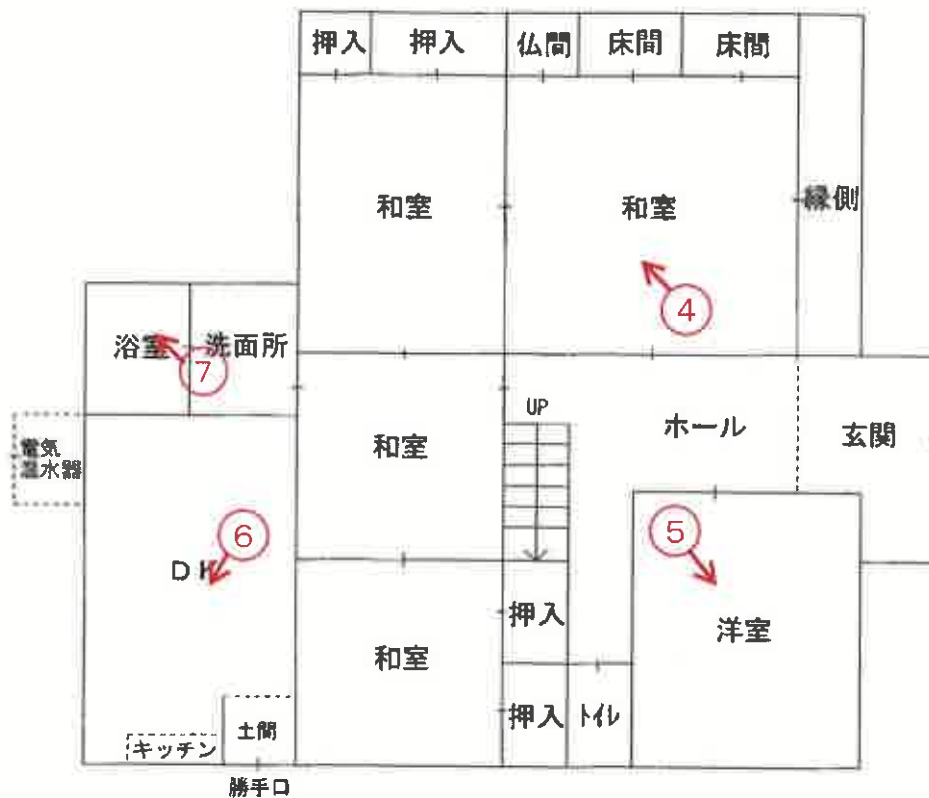 押入
押入
仏間
床間
床間
和室
和室
縁側
④
浴室
洗面所
⑦
UP
ホール
玄関
電気
温水器
和室
⑥
⑤
DK
押入
洋室
和室
押入
トイレ
土間
キッチン
勝手口